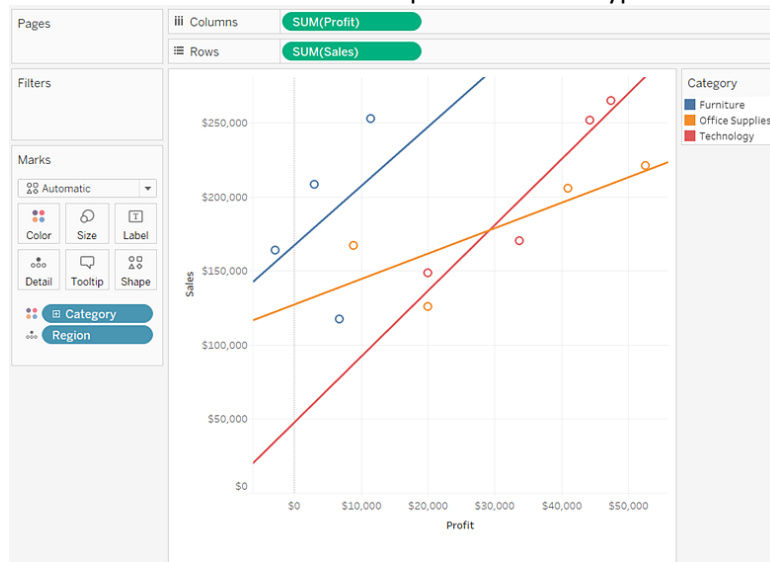 Pages
Columns
SUM(Profit)
Rows
SUM(Sales)
Filters
Marks
Automatic
Color
Size
Label
Detail
Tooltip
Shape
Category
Region
$250,000
$200,000
$150,000
$100,000
$50,000
$0
Sales
$0
$10,000
$20,000
$30,000
$40,000
$50,000
Profit
Category
Furniture
Office Supplies
Technology